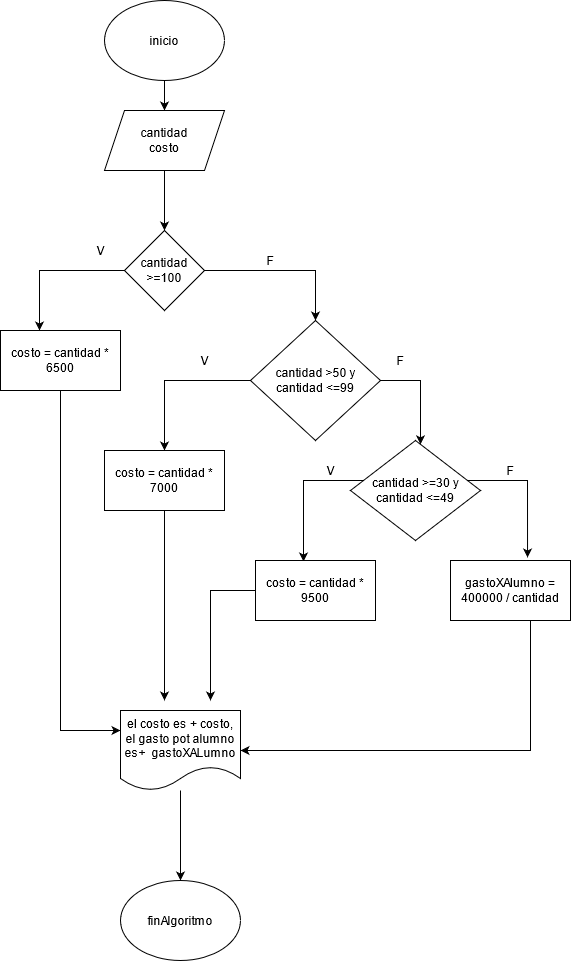 inicio
cantidad
costo
V
cantidad
>=100
F
costo = cantidad *
6500
V
cantidad >50 y
cantidad <=99
F
costo = cantidad *
7000
V
cantidad >=30 y
cantidad <=49
F
costo = cantidad *
9500
gastoXAlumno =
400000 / cantidad
el costo es + costo,
el gasto pot alumno
es+ gastoXALumno
finAlgoritmo